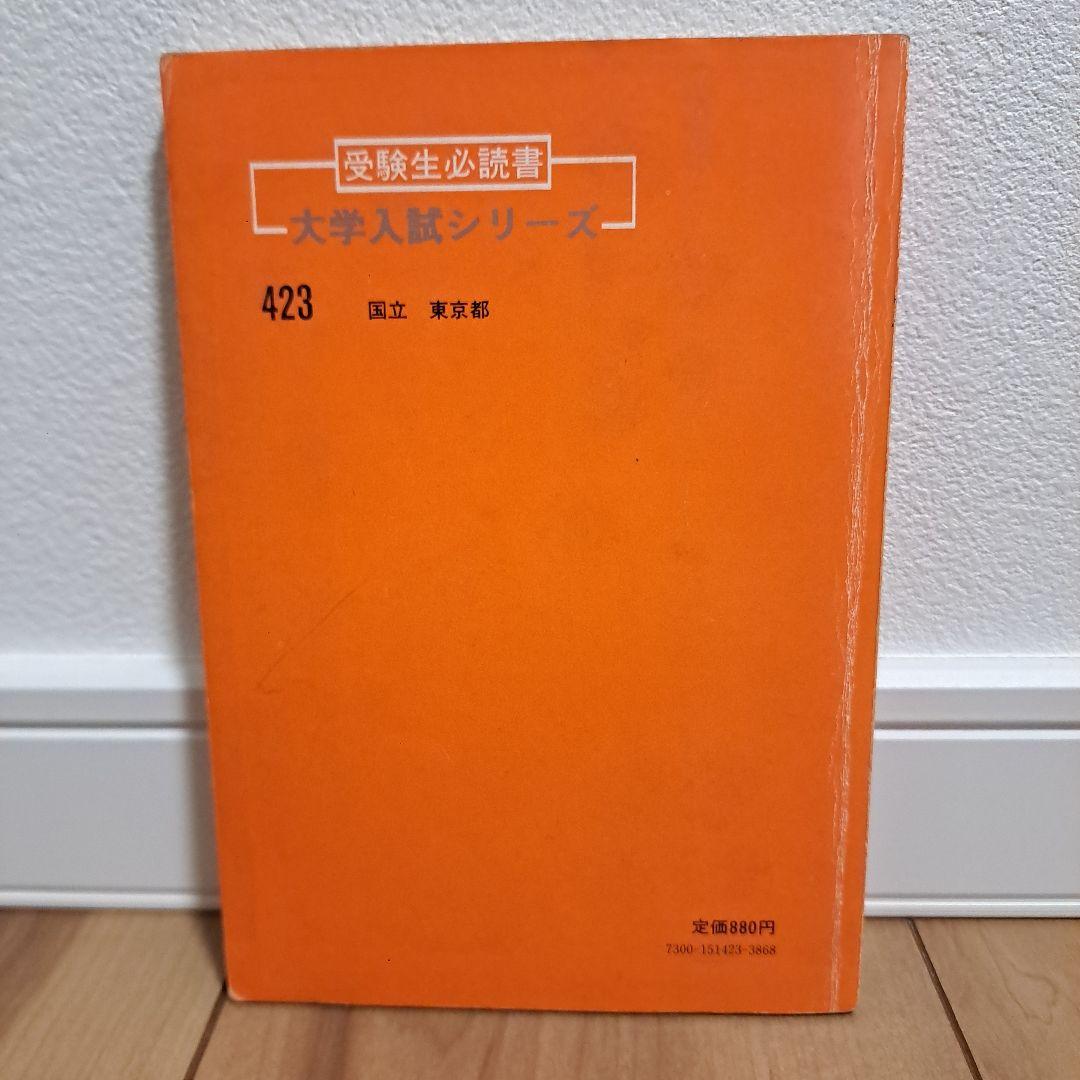 受験生必読書
大学入試シリーズ
423 国立 東京都
定価880円
7300-151423-3868